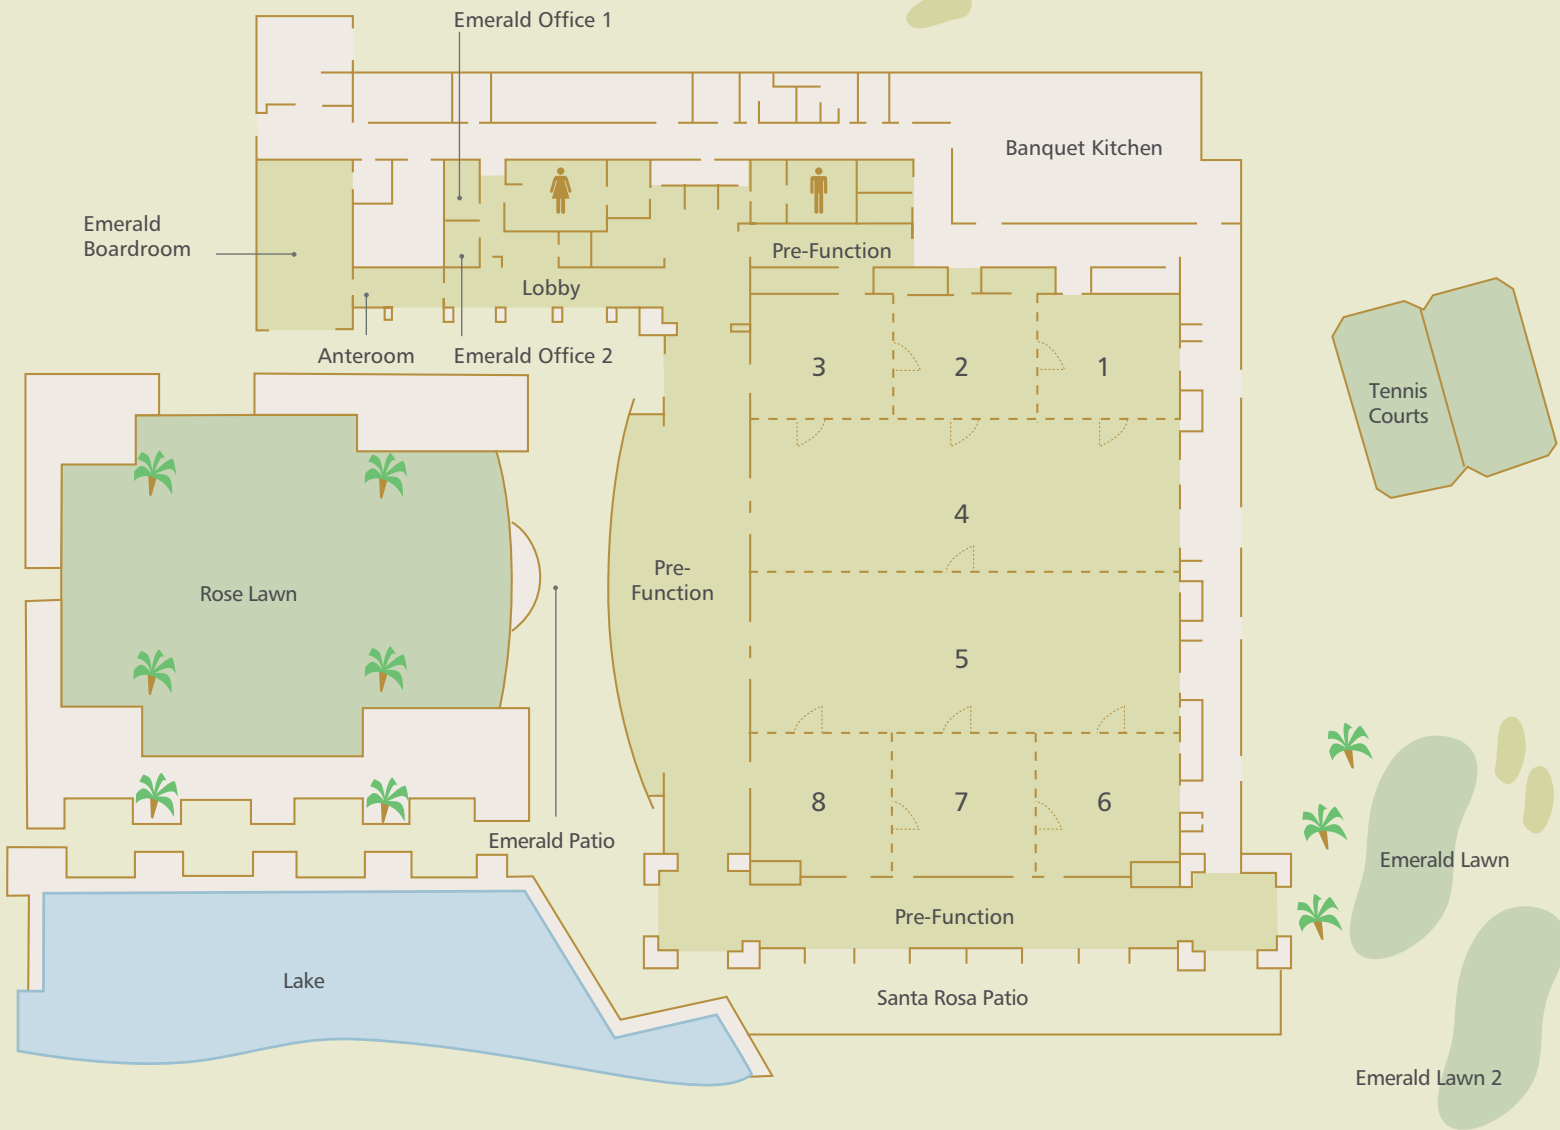 Emerald Office 1
Banquet Kitchen
Emerald
Boardroom
Pre-Function
Lobby
Anteroom
Emerald Office 2
3
2
1
Tennis
Courts
4
Pre-
Function
Rose Lawn
5
8
7
6
Emerald Patio
Emerald Lawn
Pre-Function
Lake
Santa Rosa Patio
Emerald Lawn 2